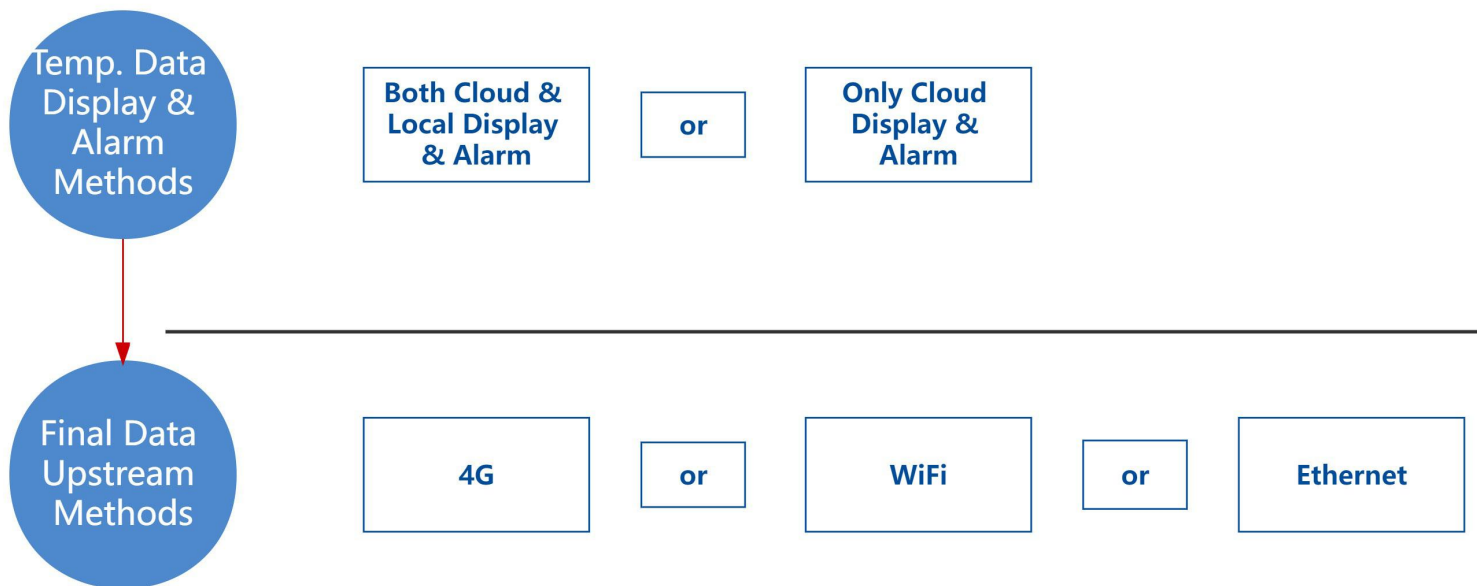 Temp. Data
Display &
Alarm
Methods
Both Cloud &
Local Display
& Alarm
or
Only Cloud
Display &
Alarm
Final Data
Upstream
Methods
4G
or
WiFi
or
Ethernet